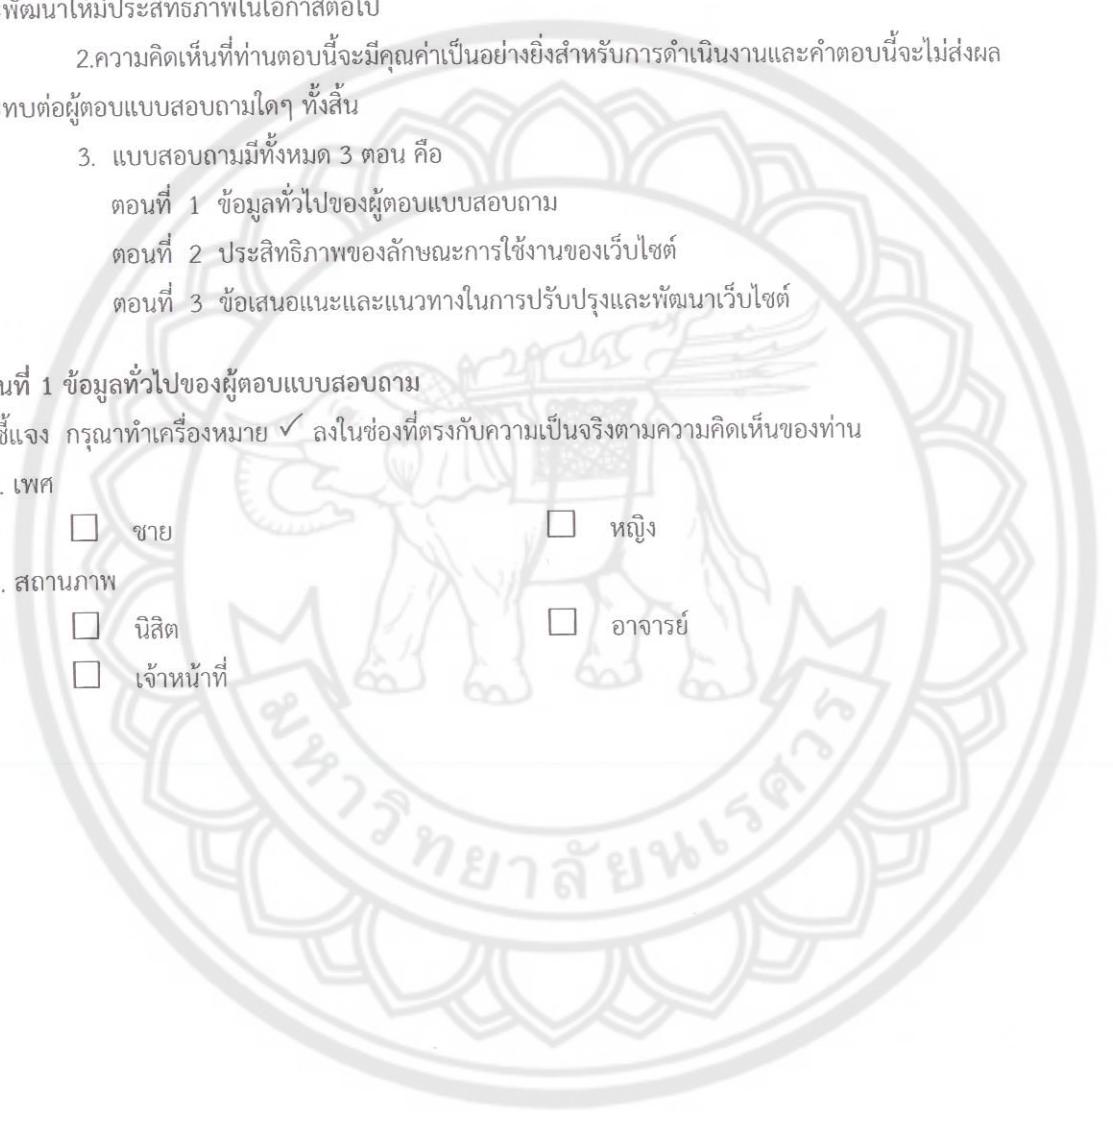 พัฒนาให้มีประสิทธิภาพในโอกาสต่อไป
2.ความคิดเห็นที่ท่านตอบนี้จะมีคุณค่าเป็นอย่างยิ่งสำหรับการดำเนินงานและคำตอบนี้จะไม่ส่งผล
ทบต่อผู้ตอบแบบสอบถามใดๆ ทั้งสิ้น
3. แบบสอบถามมีทั้งหมด 3 ตอน คือ
ตอนที่ 1 ข้อมูลทั่วไปของผู้ตอบแบบสอบถาม
ตอนที่ 2 ประสิทธิภาพของลักษณะการใช้งานของเว็บไซต์
ตอนที่ 3 ข้อเสนอแนะและแนวทางในการปรับปรุงและพัฒนาเว็บไซต์
นที่ 1 ข้อมูลทั่วไปของผู้ตอบแบบสอบถาม
ชี้แจง กรุณาทำเครื่องหมาย ✓ ลงในช่องที่ตรงกับความเป็นจริงตามความคิดเห็นของท่าน
. เพศ
☐ ชาย ☐ หญิง
. สถานภาพ
☐ นิสิต ☐ อาจารย์
☐ เจ้าหน้าที่
มหาวิทยาลัยนเรศวร